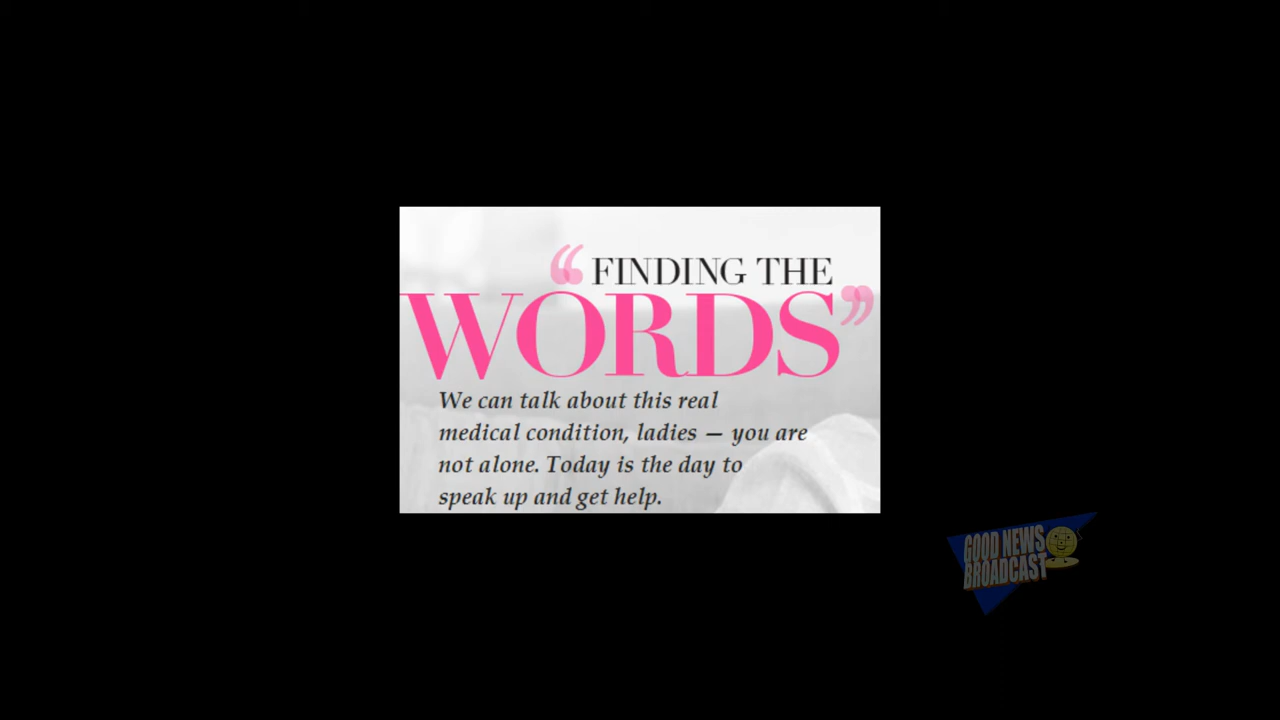 “FINDING THE
WORDS”
We can talk about this real
medical condition, ladies — you are
not alone. Today is the day to
speak up and get help.
GOOD NEWS
BROADCAST